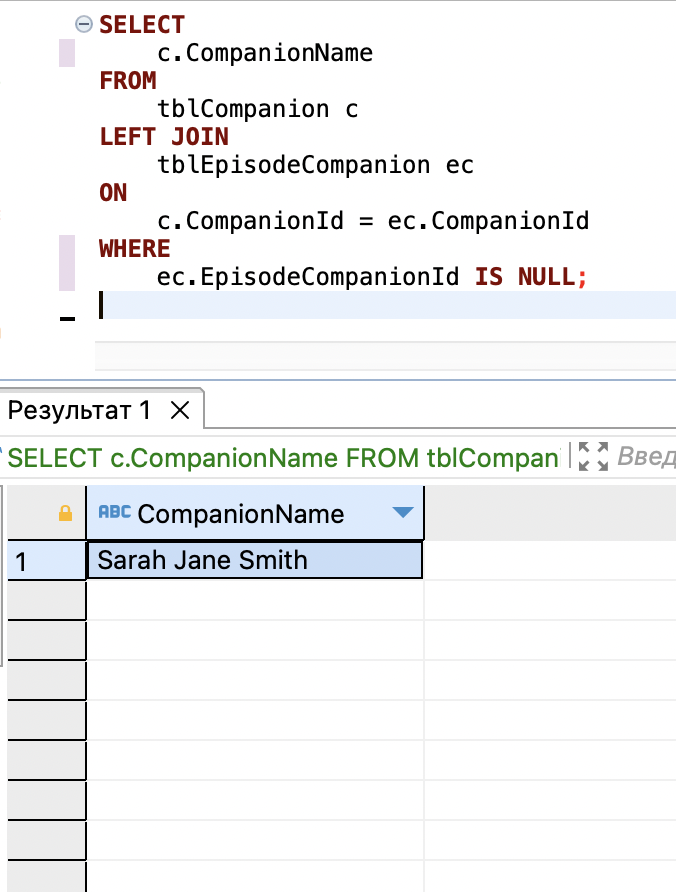 SELECT
c.CompanionName
FROM
tblCompanion c
LEFT JOIN
tblEpisodeCompanion ec
ON
c.CompanionId = ec.CompanionId
WHERE
ec.EpisodeCompanionId IS NULL;
Результат 1
SELECT c.CompanionName FROM tblCompani
Введ
ABC CompanionName
1 Sarah Jane Smith